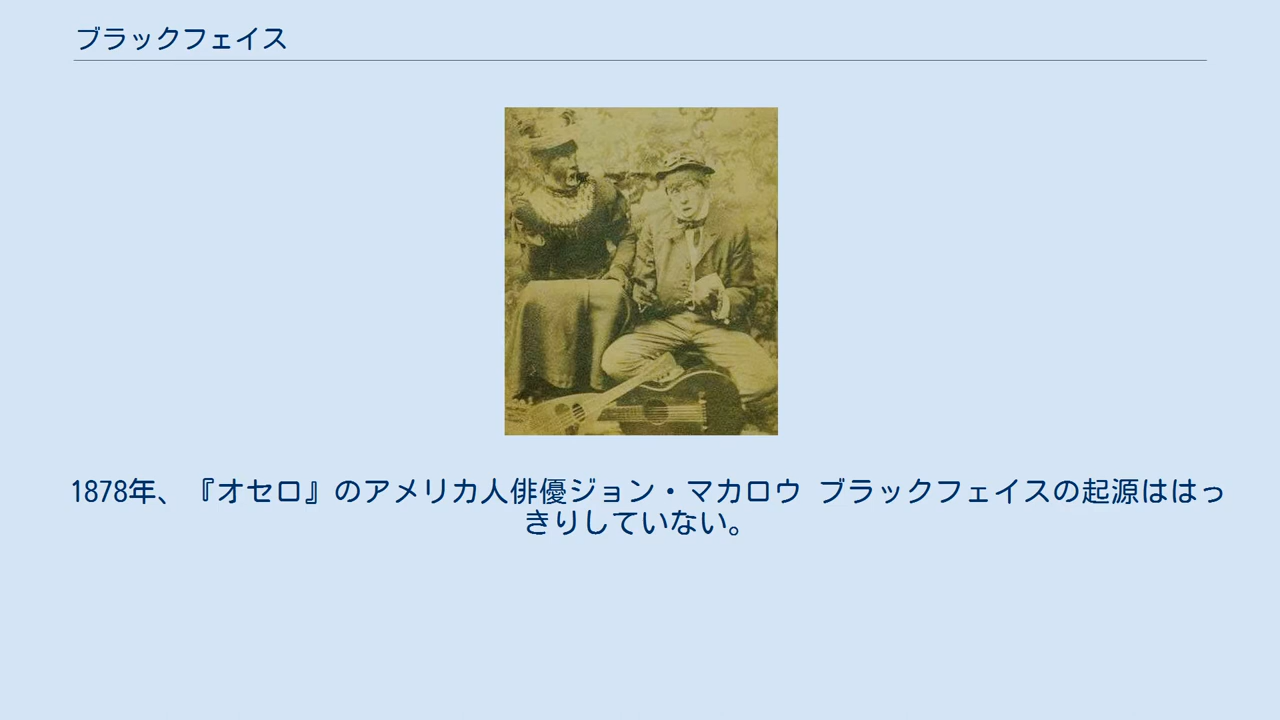 ブラックフェイス
1878年、『オセロ』のアメリカ人俳優ジョン・マカロウ ブラックフェイスの起源ははっ
きりしていない。